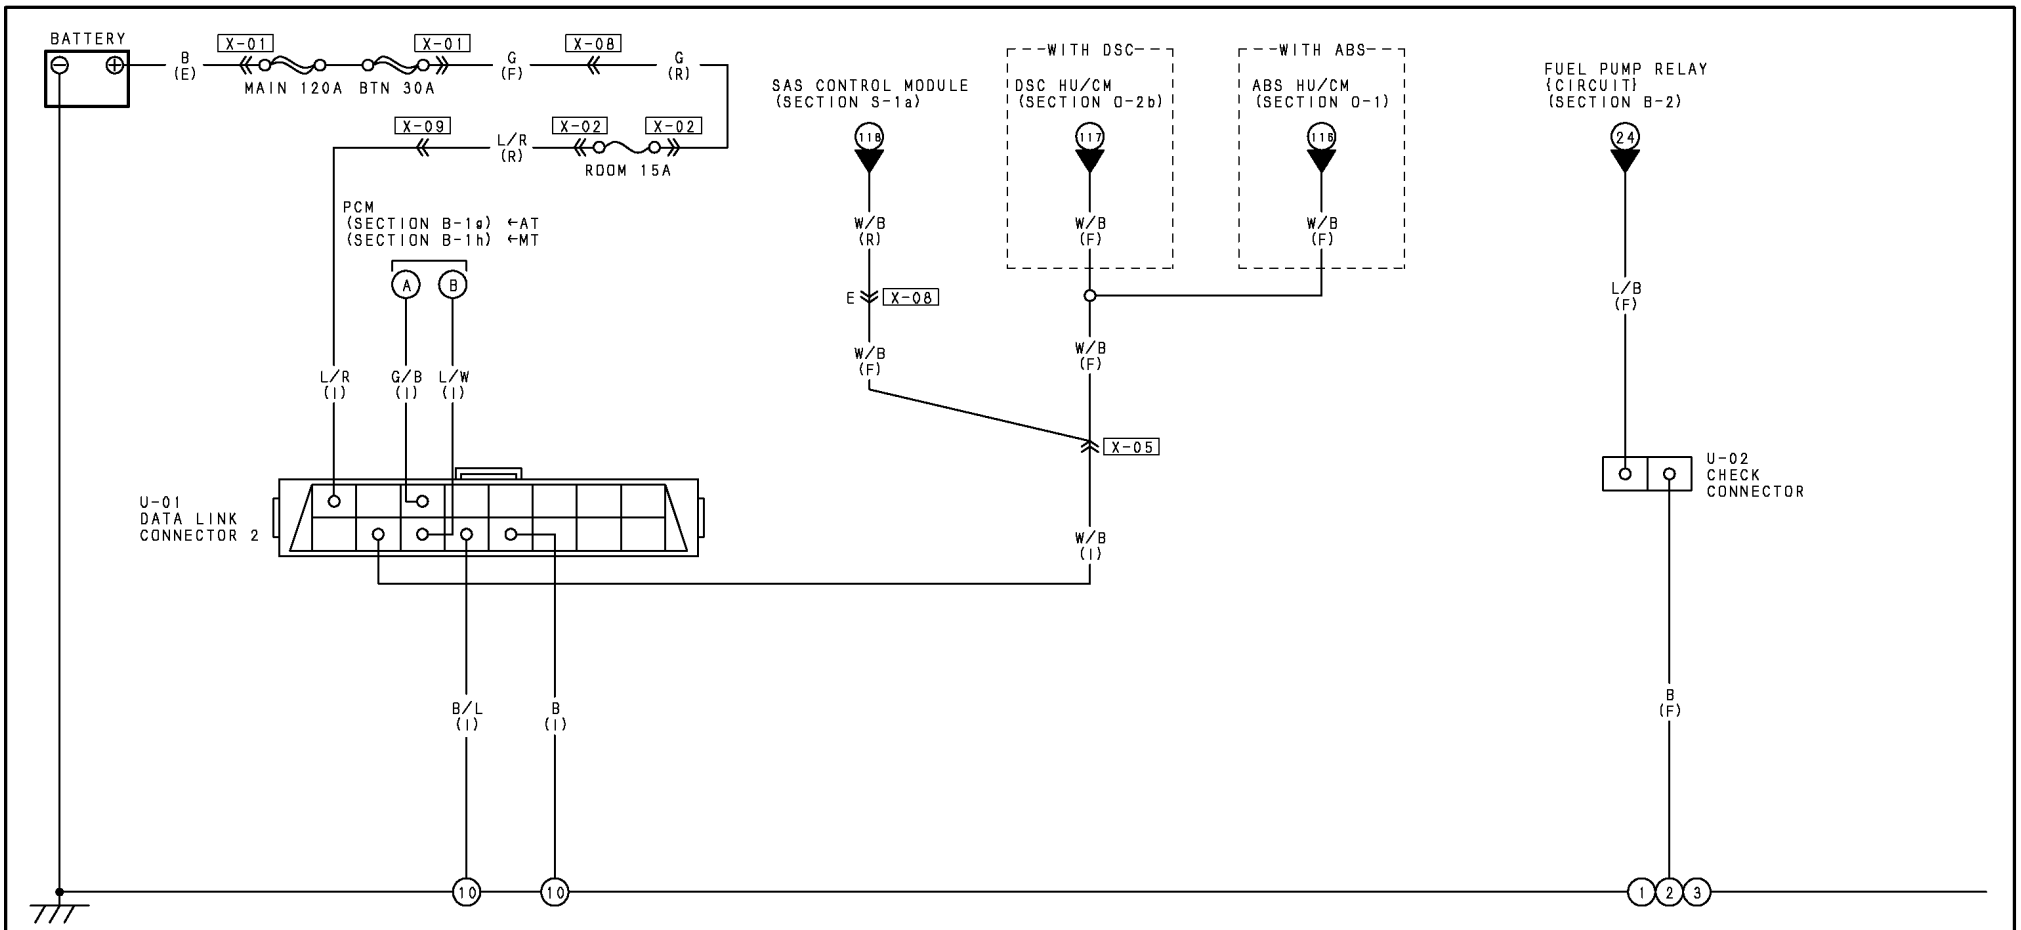 BATTERY
B
(E)
X-01
MAIN 120A
BTN 30A
X-01
G
(F)
X-08
G
(R)
X-09
L/R
(R)
X-02
X-02
ROOM 15A
PCM
(SECTION B-1g) ←AT
(SECTION B-1h) ←MT
A
B
L/R
(I)
G/B
(I)
L/W
(I)
U-01
DATA LINK
CONNECTOR 2
B/L
(I)
B
(I)
10
10
SAS CONTROL MODULE
(SECTION S-1a)
118
W/B
(R)
E
X-08
W/B
(F)
WITH DSC
DSC HU/CM
(SECTION O-2b)
117
W/B
(F)
W/B
(F)
X-05
W/B
(I)
WITH ABS
ABS HU/CM
(SECTION O-1)
116
W/B
(F)
FUEL PUMP RELAY
{CIRCUIT}
(SECTION B-2)
24
L/B
(F)
U-02
CHECK
CONNECTOR
B
(F)
1
2
3